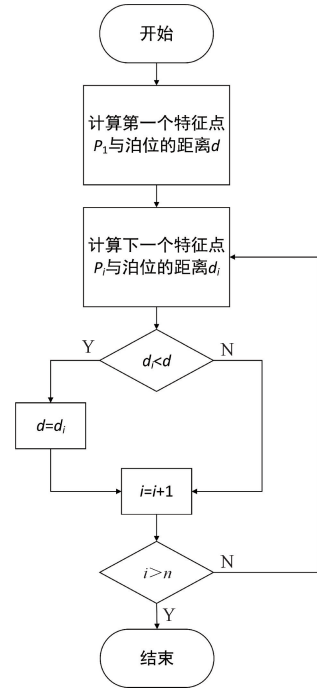 开始
计算第一个特征点
P₁与泊位的距离d
计算下一个特征点
Pᵢ与泊位的距离dᵢ
Y
dᵢ<d
N
d=dᵢ
i=i+1
i>n
N
Y
结束